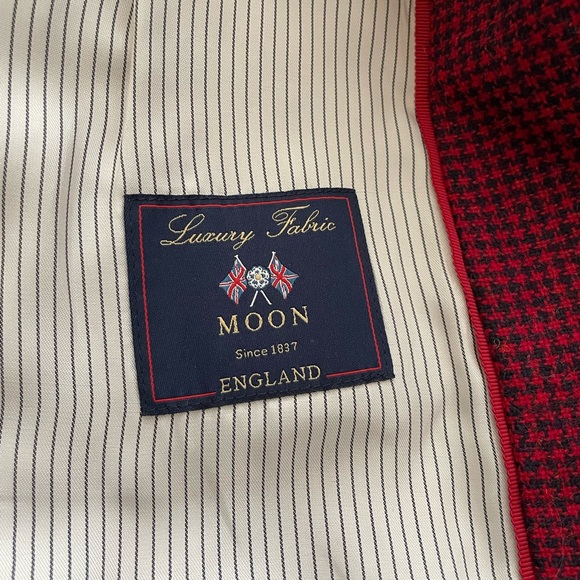 Luxury Fabric
MOON
Since 1837
ENGLAND